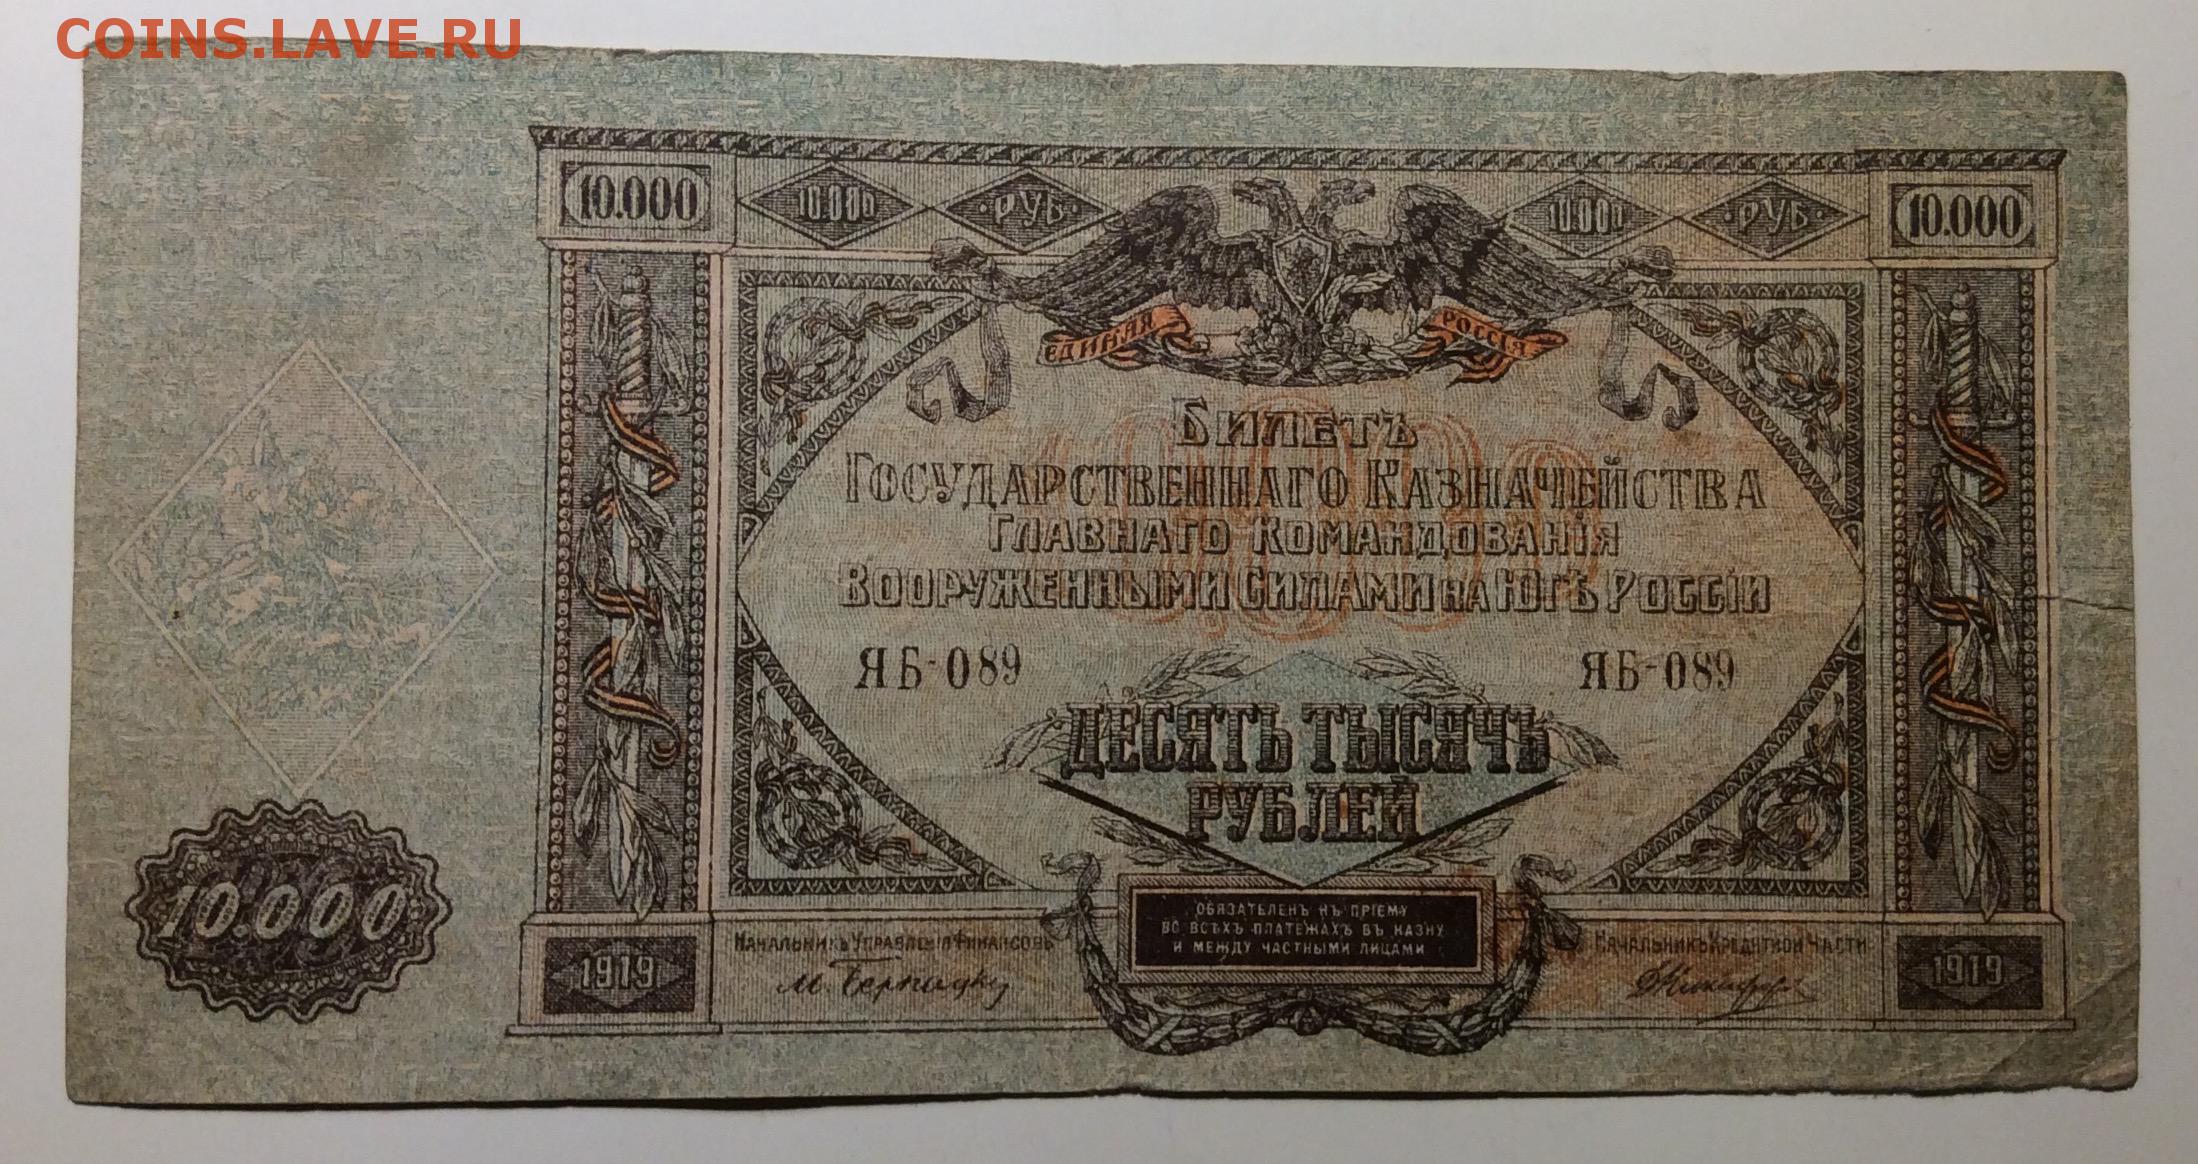 COINS.LAVE.RU
10.000 10.000 ·РУБ· 10.000 ·РУБ· 10.000
ЕДИНАЯ РОССІЯ
БИЛЕТЪ
ГОСУДАРСТВЕННАГО КАЗНАЧЕЙСТВА
ГЛАВНАГО КОМАНДОВАНІЯ
ВООРУЖЕННЫМИ СИЛАМИ НА ЮГѢ РОССІИ
ЯБ-089 ЯБ-089
ДЕСЯТЬ ТЫСЯЧЪ
РУБЛЕЙ
10.000
ОБЯЗАТЕЛЕНЪ КЪ ПРІЕМУ
ВО ВСѢХЪ ПЛАТЕЖАХЪ ВЪ КАЗНУ
И МЕЖДУ ЧАСТНЫМИ ЛИЦАМИ
НАЧАЛЬНИКЪ УПРАВЛЕНІЯ ФИНАНСОВЪ НАЧАЛЬНИКЪ КРЕДИТНОЙ ЧАСТИ
1919 М. Бернацкій 1919